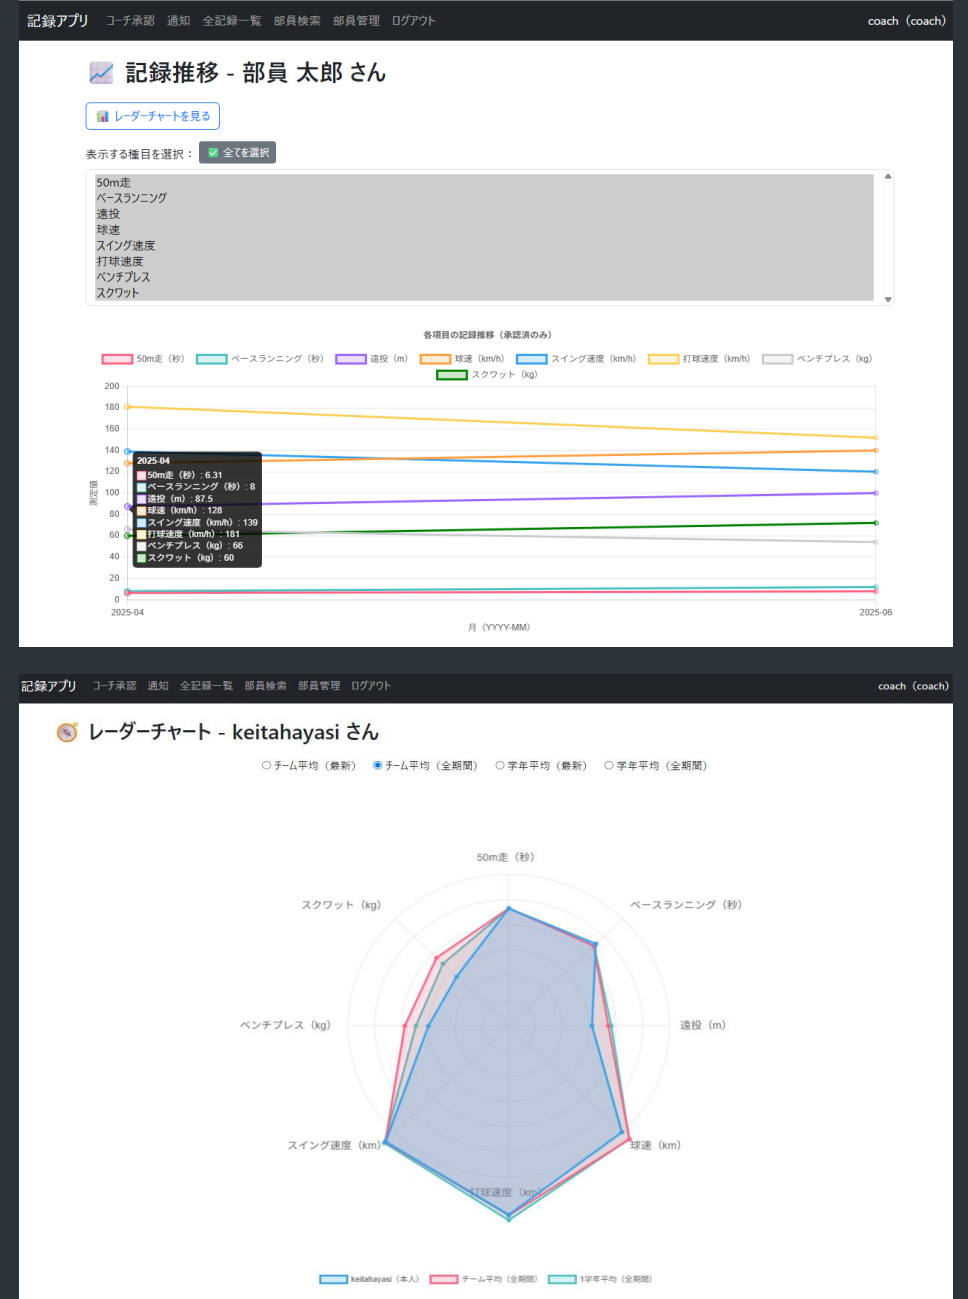 記録アプリ コーチ承認 通知 全記録一覧 部員検索 部員管理 ログアウト coach（coach）
記録推移 - 部員 太郎 さん
レーダーチャートを見る
表示する種目を選択： 全てを選択
50m走
ベースランニング
遠投
球速
スイング速度
打球速度
ベンチプレス
スクワット
各項目の記録推移（承認済のみ）
50m走（秒） ベースランニング（秒） 遠投（m） 球速（km/h） スイング速度（km/h） 打球速度（km/h） ベンチプレス（kg）
スクワット（kg）
200
180
160
140
120
100
80
60
40
20
0
測定値
2025-04
50m走（秒）: 6.31
ベースランニング（秒）: 8
遠投（m）: 87.5
球速（km/h）: 128
スイング速度（km/h）: 139
打球速度（km/h）: 181
ベンチプレス（kg）: 66
スクワット（kg）: 60
2025-04 2025-06
月（YYYY-MM）
記録アプリ コーチ承認 通知 全記録一覧 部員検索 部員管理 ログアウト coach（coach）
レーダーチャート - keitahayasi さん
チーム平均（最新） チーム平均（全期間） 学年平均（最新） 学年平均（全期間）
50m走（秒）
スクワット（kg） ベースランニング（秒）
ベンチプレス（kg） 遠投（m）
スイング速度（km） 球速（km）
打球速度（km）
keitahayasi（本人） チーム平均（全期間） 1学年平均（全期間）